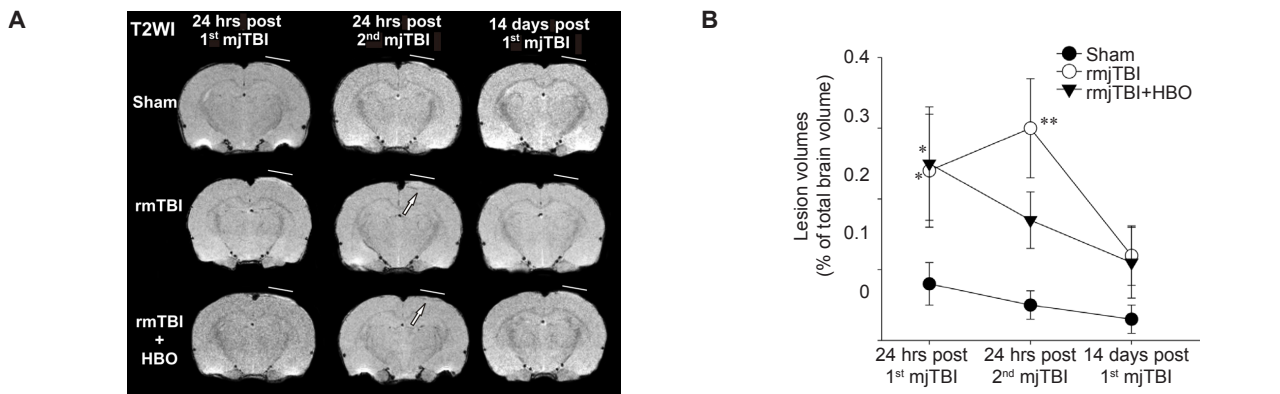 A
T2WI
24 hrs post
1st mjTBI
24 hrs post
2nd mjTBI
14 days post
1st mjTBI
Sham
rmTBI
rmTBI
+
HBO
B
Sham
rmjTBI
rmjTBI+HBO
Lesion volumes
(% of total brain volume)
0.4
0.3
0.2
0.1
0
*
*
**
24 hrs post
1st mjTBI
24 hrs post
2nd mjTBI
14 days post
1st mjTBI